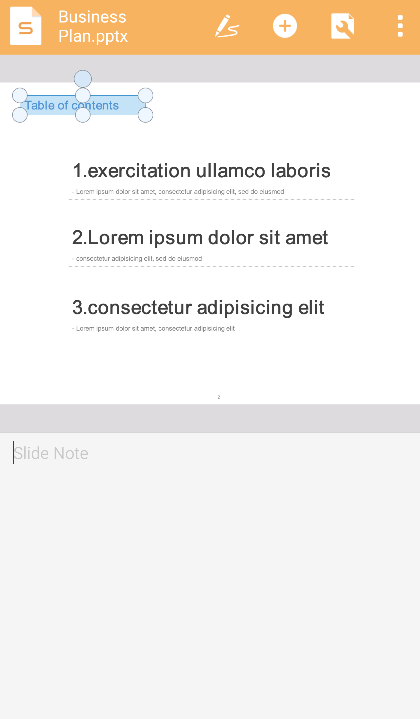 Business
Plan.pptx
Table of contents
1.exercitation ullamco laboris
- Lorem ipsum dolor sit amet, consectetur adipisicing elit, sed do eiusmod
2.Lorem ipsum dolor sit amet
- consectetur adipisicing elit, sed do eiusmod
3.consectetur adipisicing elit
- Lorem ipsum dolor sit amet, consectetur adipisicing elit
2
Slide Note